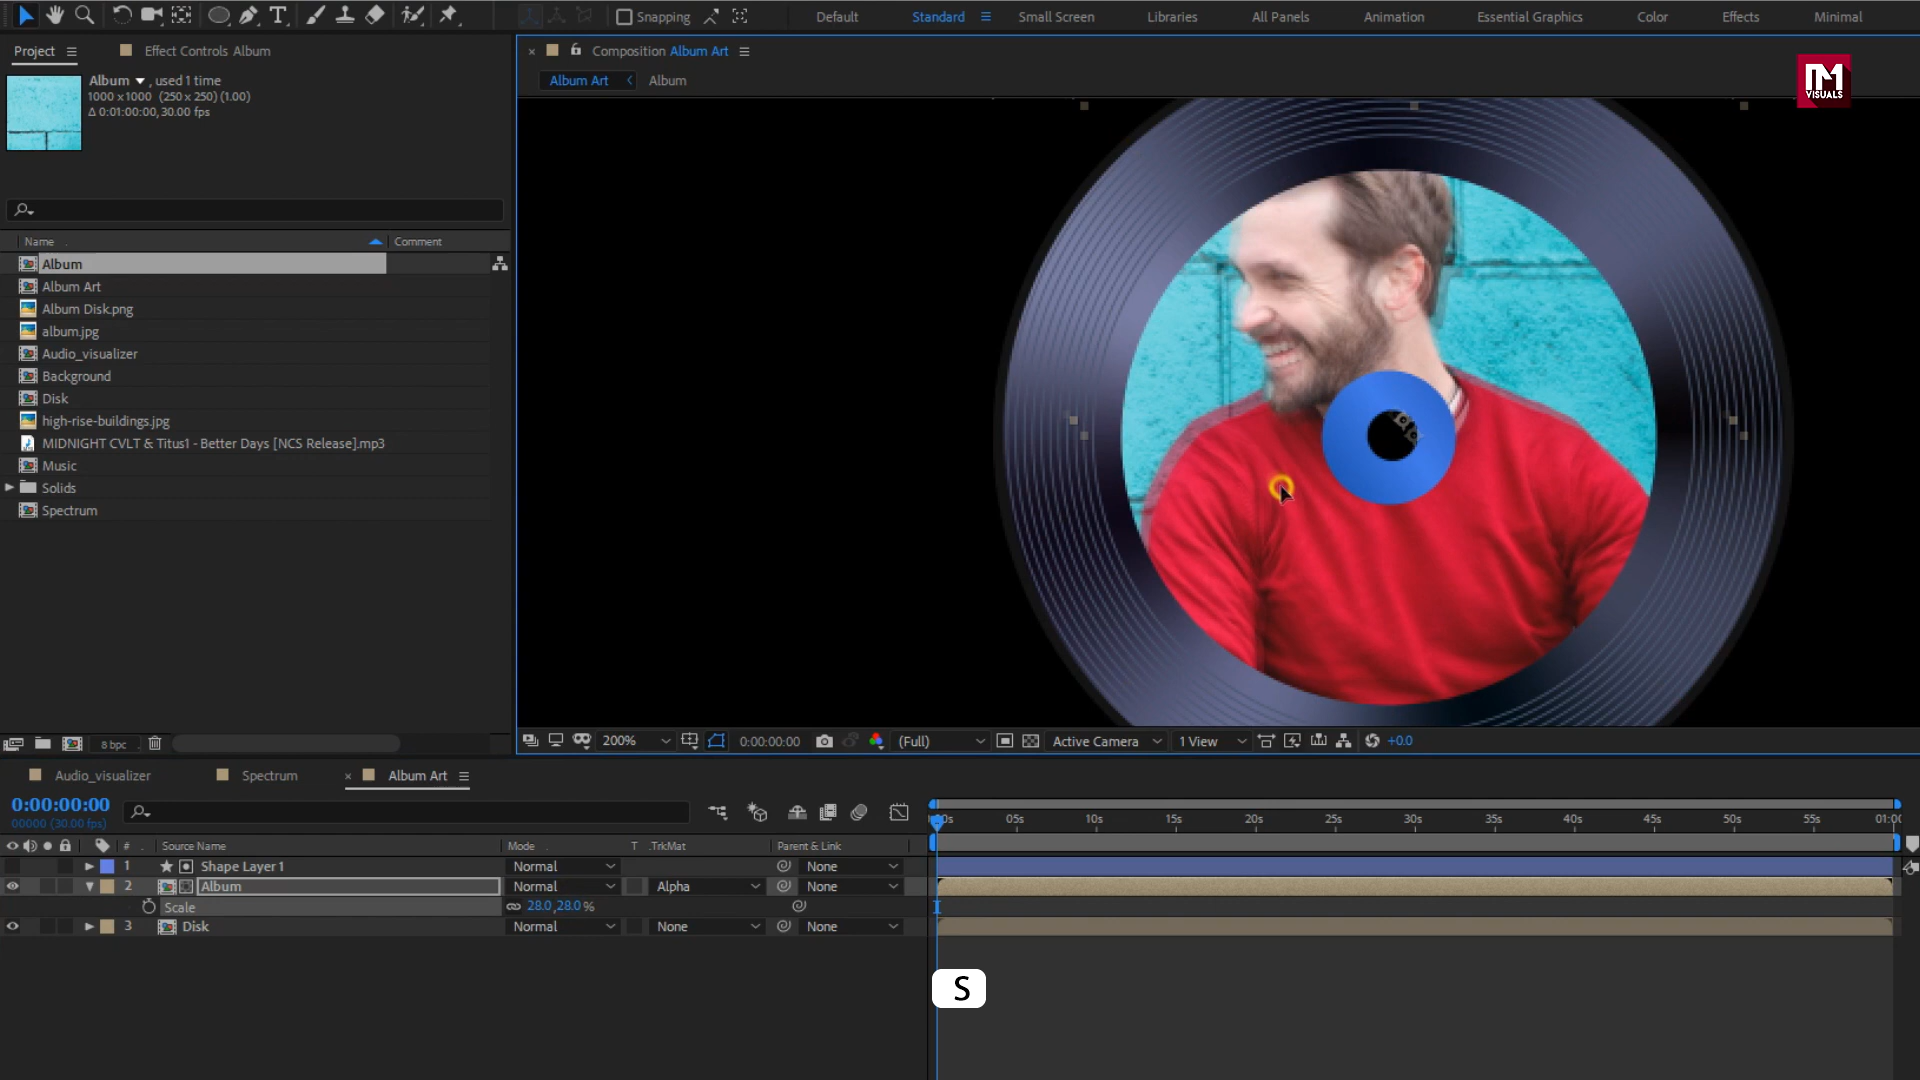 Snapping
Default
Standard
Small Screen
Libraries
All Panels
Animation
Essential Graphics
Color
Effects
Minimal
Project
Effect Controls Album
Composition Album Art
Album Art
Album
M VISUALS
Album , used 1 time
1000 x1000 (250 x 250) (1.00)
Δ 0:01:00:00, 30.00 fps
Name
Comment
Album
Album Art
Album Disk.png
album.jpg
Audio_visualizer
Background
Disk
high-rise-buildings.jpg
MIDNIGHT CVLT & Titus1 - Better Days [NCS Release].mp3
Music
Solids
Spectrum
8 bpc
200%
0:00:00:00
(Full)
Active Camera
1 View
+0.0
Audio_visualizer
Spectrum
Album Art
0:00:00:00
00000 (30.00 fps)
05s 10s 15s 20s 25s 30s 35s 40s 45s 50s 55s 01:00
# Source Name Mode T .TrkMat Parent & Link
1 Shape Layer 1 Normal None
2 Album Normal Alpha None
Scale 28.0,28.0%
3 Disk Normal None None
S